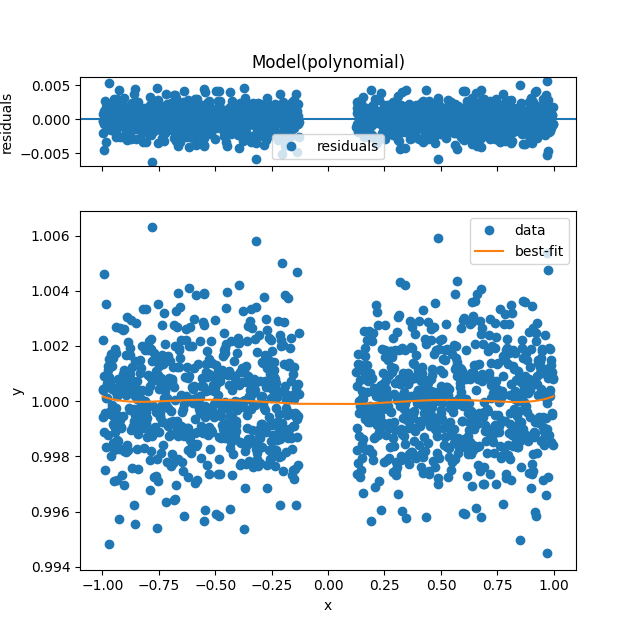 Model(polynomial)
residuals
0.005
0.000
−0.005
residuals
y
1.006
1.004
1.002
1.000
0.998
0.996
0.994
data
best-fit
−1.00 −0.75 −0.50 −0.25 0.00 0.25 0.50 0.75 1.00
x